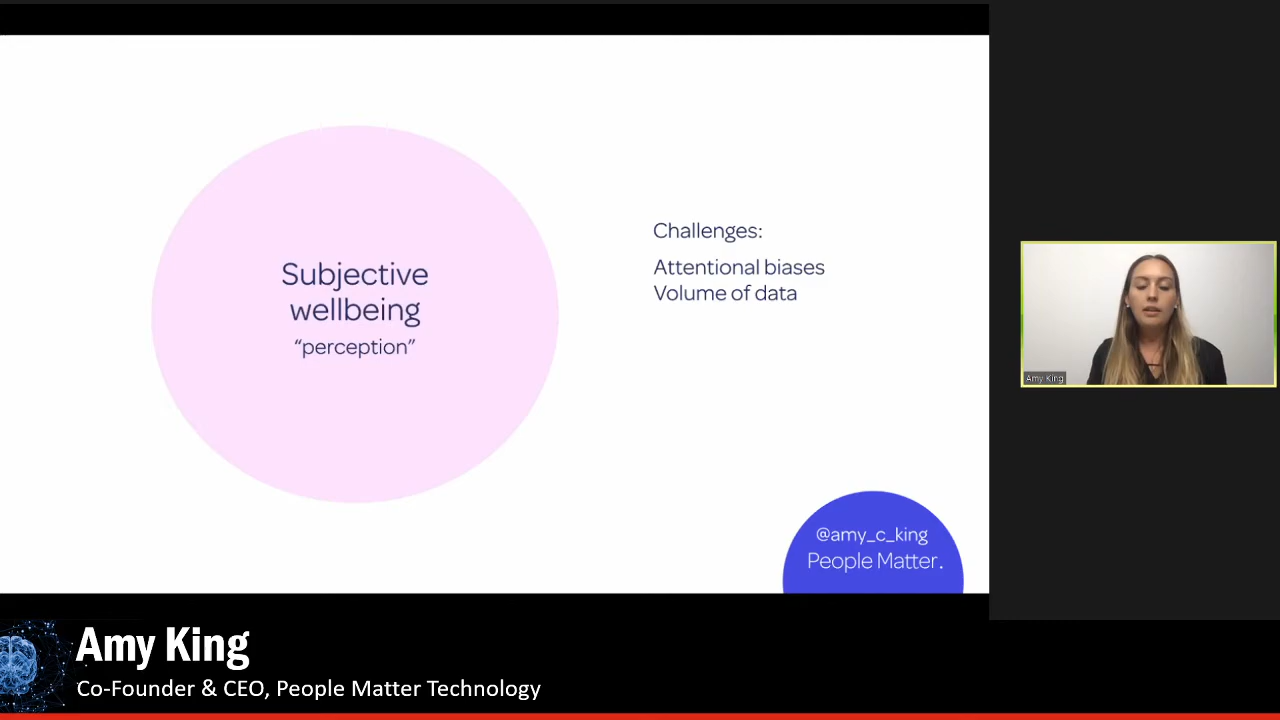 Subjective
wellbeing
“perception”
Challenges:
Attentional biases
Volume of data
@amy_c_king
People Matter.
Amy King
Amy King
Co-Founder & CEO, People Matter Technology